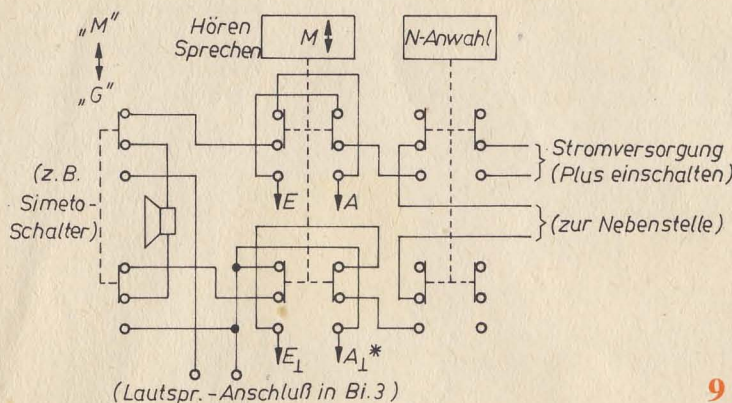 „M"
„G"
Hören
Sprechen
M
N-Anwahl
(z. B.
Simeto-
Schalter)
E
A
Stromversorgung
(Plus einschalten)
(zur Nebenstelle)
E⊥
A⊥*
(Lautspr.-Anschluß in Bi.3)
9